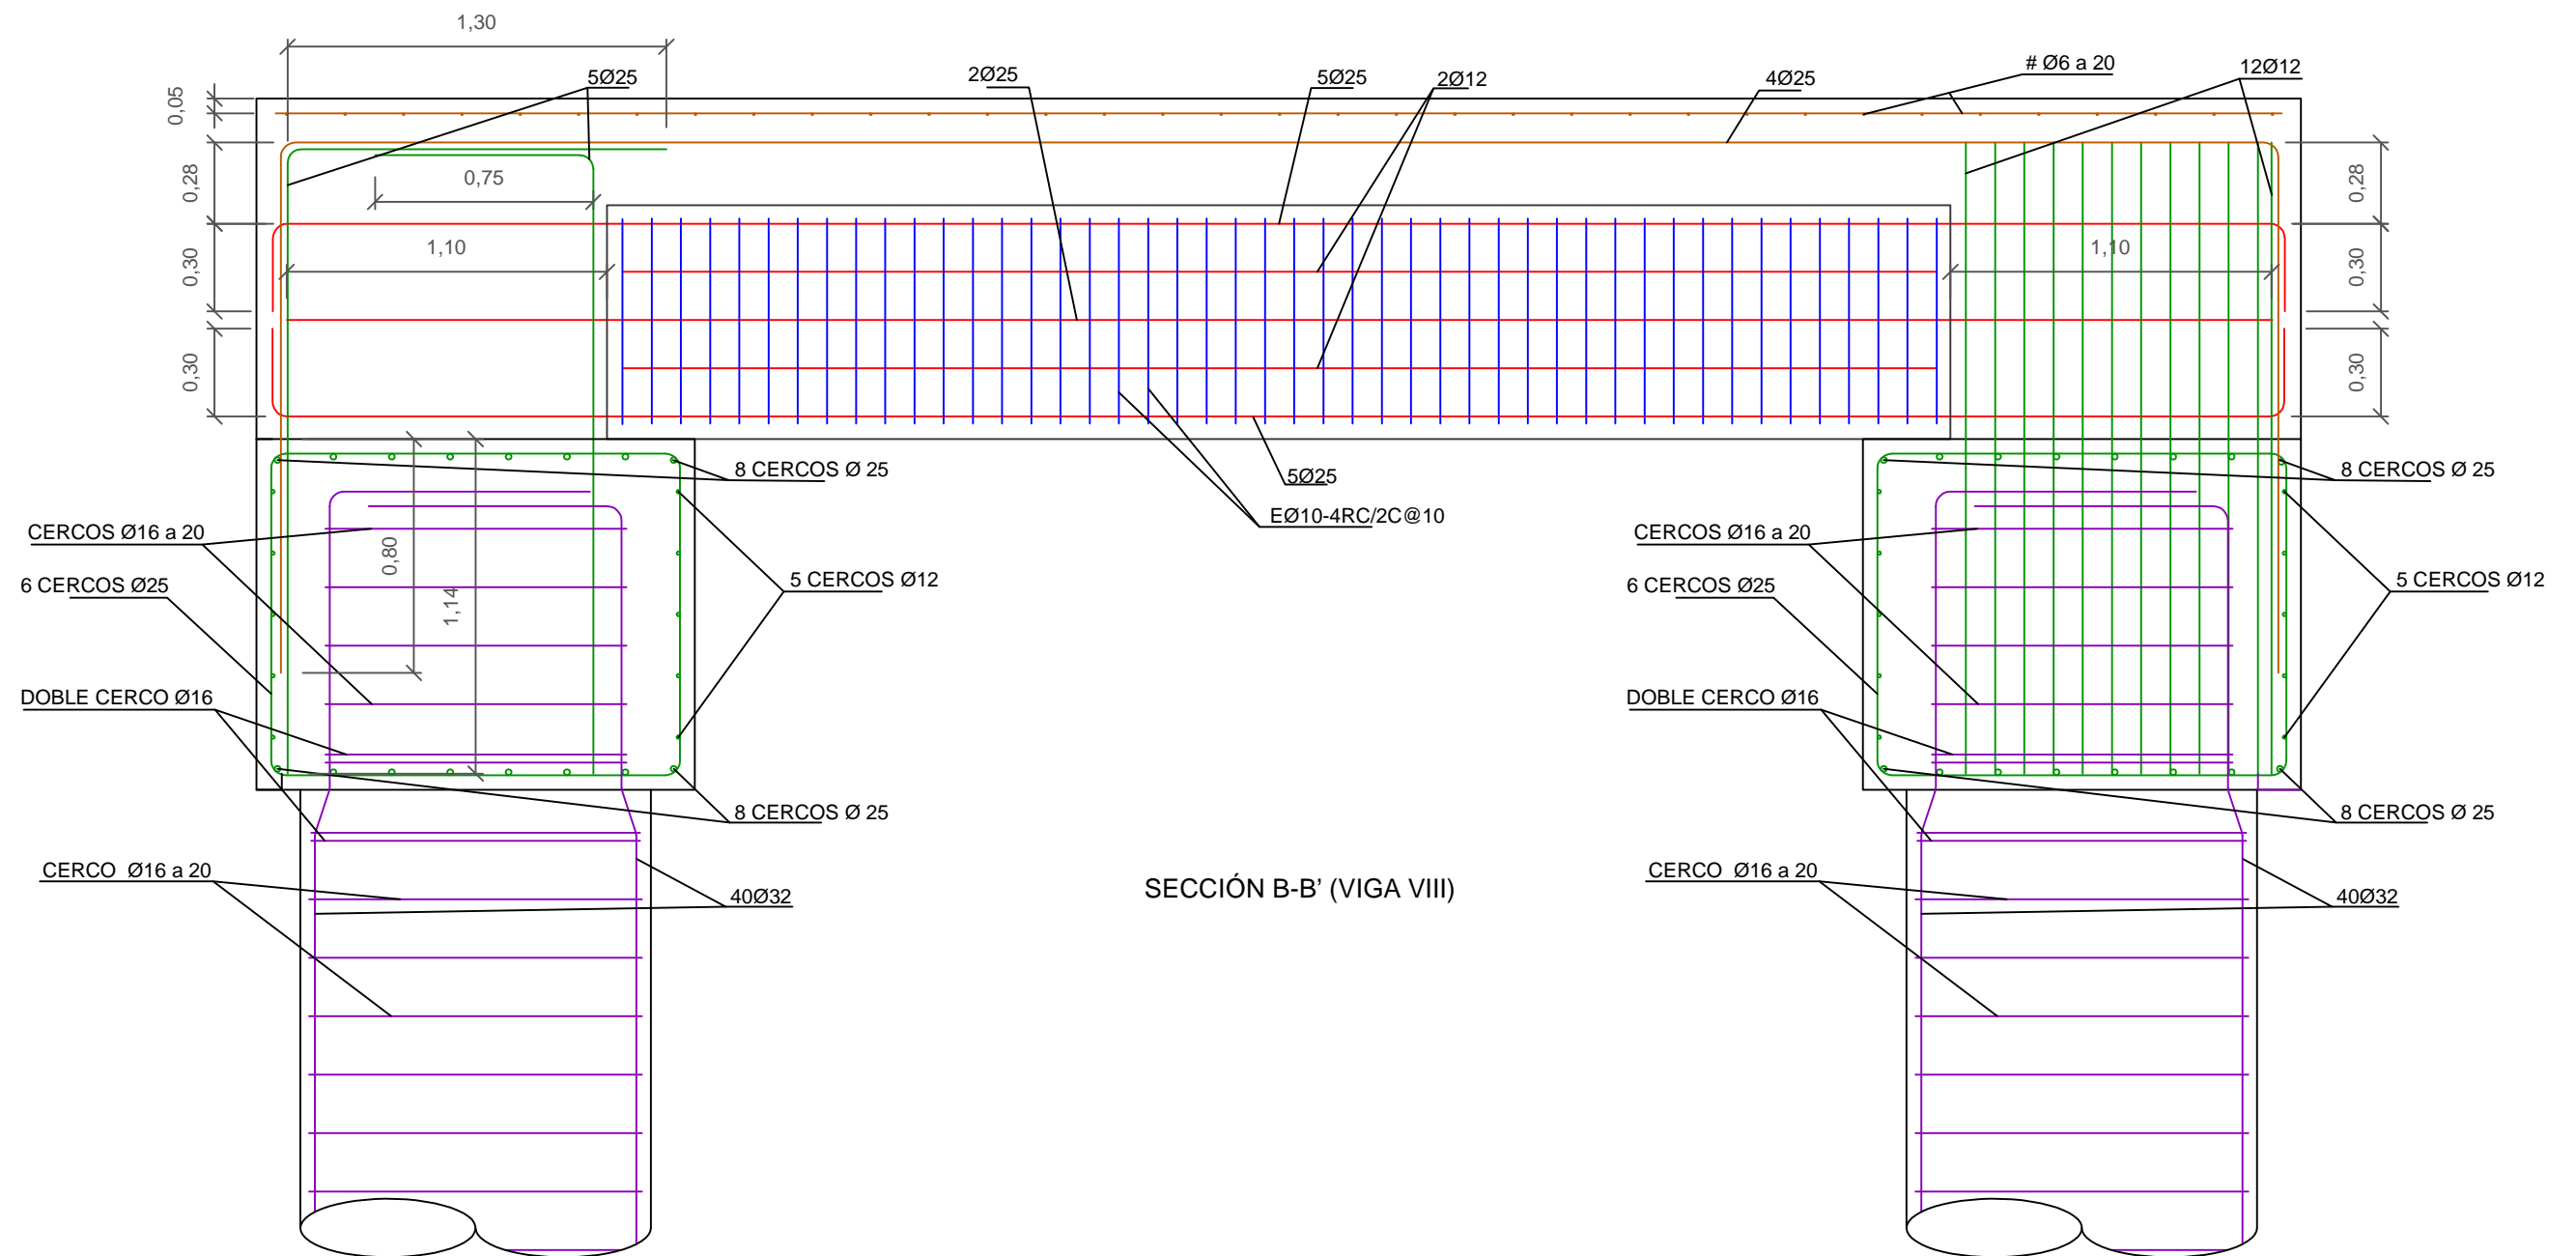 1,30
0,05
5Ø25
2Ø25
5Ø25
2Ø12
4Ø25
# Ø6 a 20
12Ø12
0,28
0,75
0,28
0,30
1,10
1,10
0,30
0,30
0,30
8 CERCOS Ø 25
5Ø25
8 CERCOS Ø 25
EØ10-4RC/2C@10
CERCOS Ø16 a 20
0,80
CERCOS Ø16 a 20
6 CERCOS Ø25
1,14
5 CERCOS Ø12
6 CERCOS Ø25
5 CERCOS Ø12
DOBLE CERCO Ø16
DOBLE CERCO Ø16
8 CERCOS Ø 25
8 CERCOS Ø 25
CERCO Ø16 a 20
40Ø32
SECCIÓN B-B’ (VIGA VIII)
CERCO Ø16 a 20
40Ø32